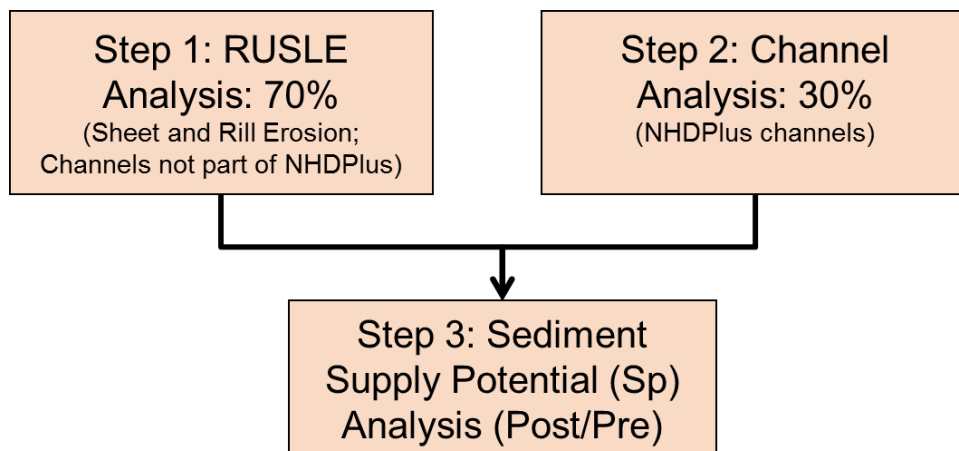 Step 1: RUSLE
Analysis: 70%
(Sheet and Rill Erosion;
Channels not part of NHDPlus)
Step 2: Channel
Analysis: 30%
(NHDPlus channels)
Step 3: Sediment
Supply Potential (Sp)
Analysis (Post/Pre)